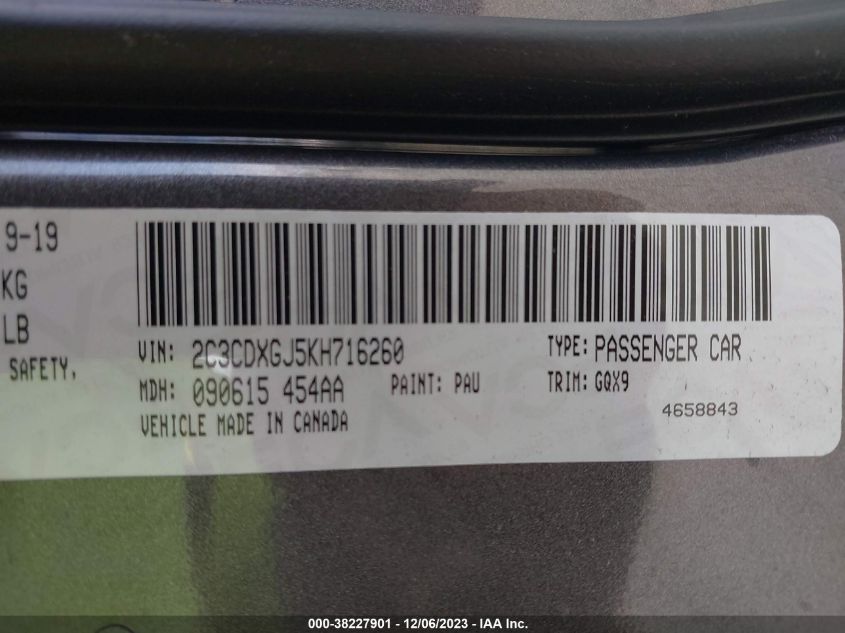 9-19
KG
LB
SAFETY.
VIN: 2C3CDXGJ5KH716260
TYPE: PASSENGER CAR
MDH: 090615 454AA
PAINT: PAU
TRIM: GQX9
4658843
VEHICLE MADE IN CANADA
000-38227901 - 12/06/2023 - IAA Inc.